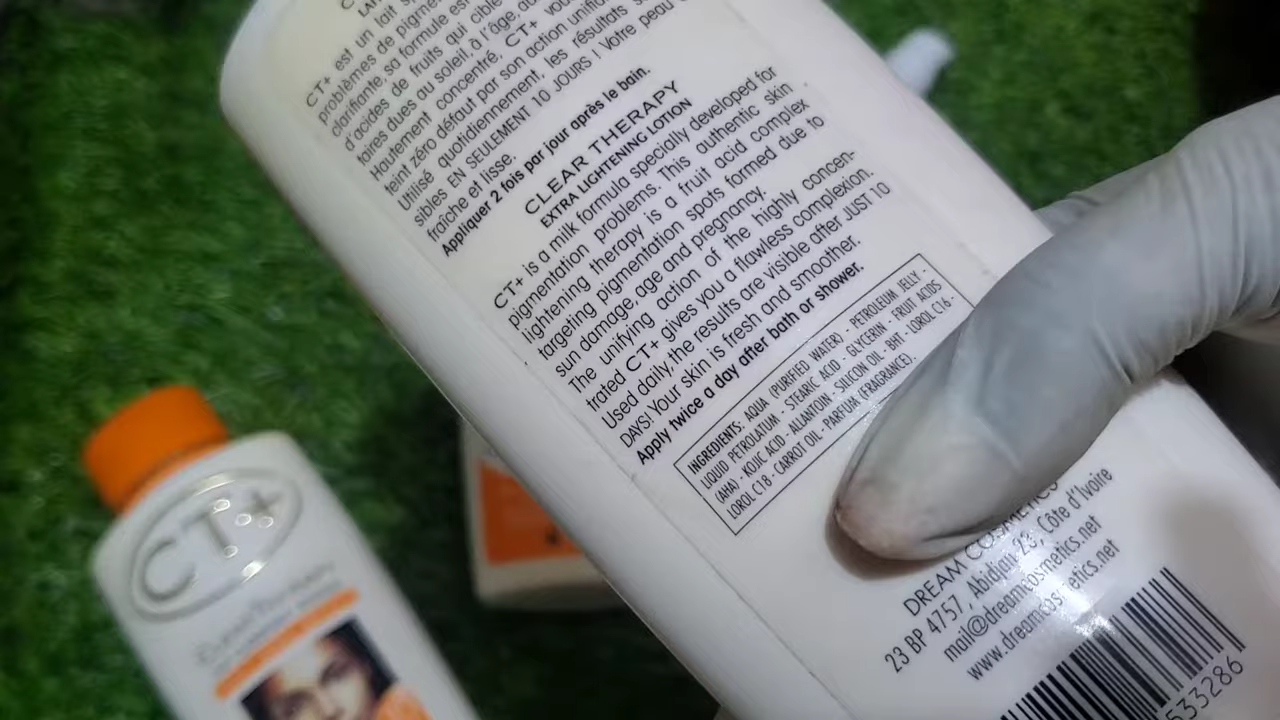 CT+ est un lait
problèmes de
clarifiante, sa formule
d'acides de fruits qui
taires dues au soleil, à l'âge,
Hautement concentré, CT+
teint zéro défaut par son action
Utilisé quotidiennement, les résultats
sibles EN SEULEMENT 10 JOURS ! Votre peau
fraîche et lisse.
Appliquer 2 fois par jour après le bain.
CLEAR THERAPY
EXTRA LIGHTENING LOTION
CT+ is a milk formula specially developed for
pigmentation problems. This authentic skin
lightening therapy is a fruit acid complex
targeting pigmentation spots formed due to
sun damage, age and pregnancy.
The unifying action of the highly concen-
trated CT+ gives you a flawless complexion.
Used daily, the results are visible after JUST 10
DAYS! Your skin is fresh and smoother.
Apply twice a day after bath or shower.
INGREDIENTS: AQUA (PURIFIED WATER) - PETROLEUM JELLY -
LIQUID PETROLATUM - STEARIC ACID - GLYCERIN - FRUIT ACIDS
(AHA) - KOJIC ACID - ALLANTOIN - SILICON OIL - BHT - LOROL C16 -
LOROL C18 - CARROT OIL - PARFUM (FRAGRANCE).
DREAM COSMETICS
23 BP 4757, Abidjan 23, Côte d'Ivoire
mail@dreamcosmetics.net
www.dreamcosmetics.net
533286
CT+